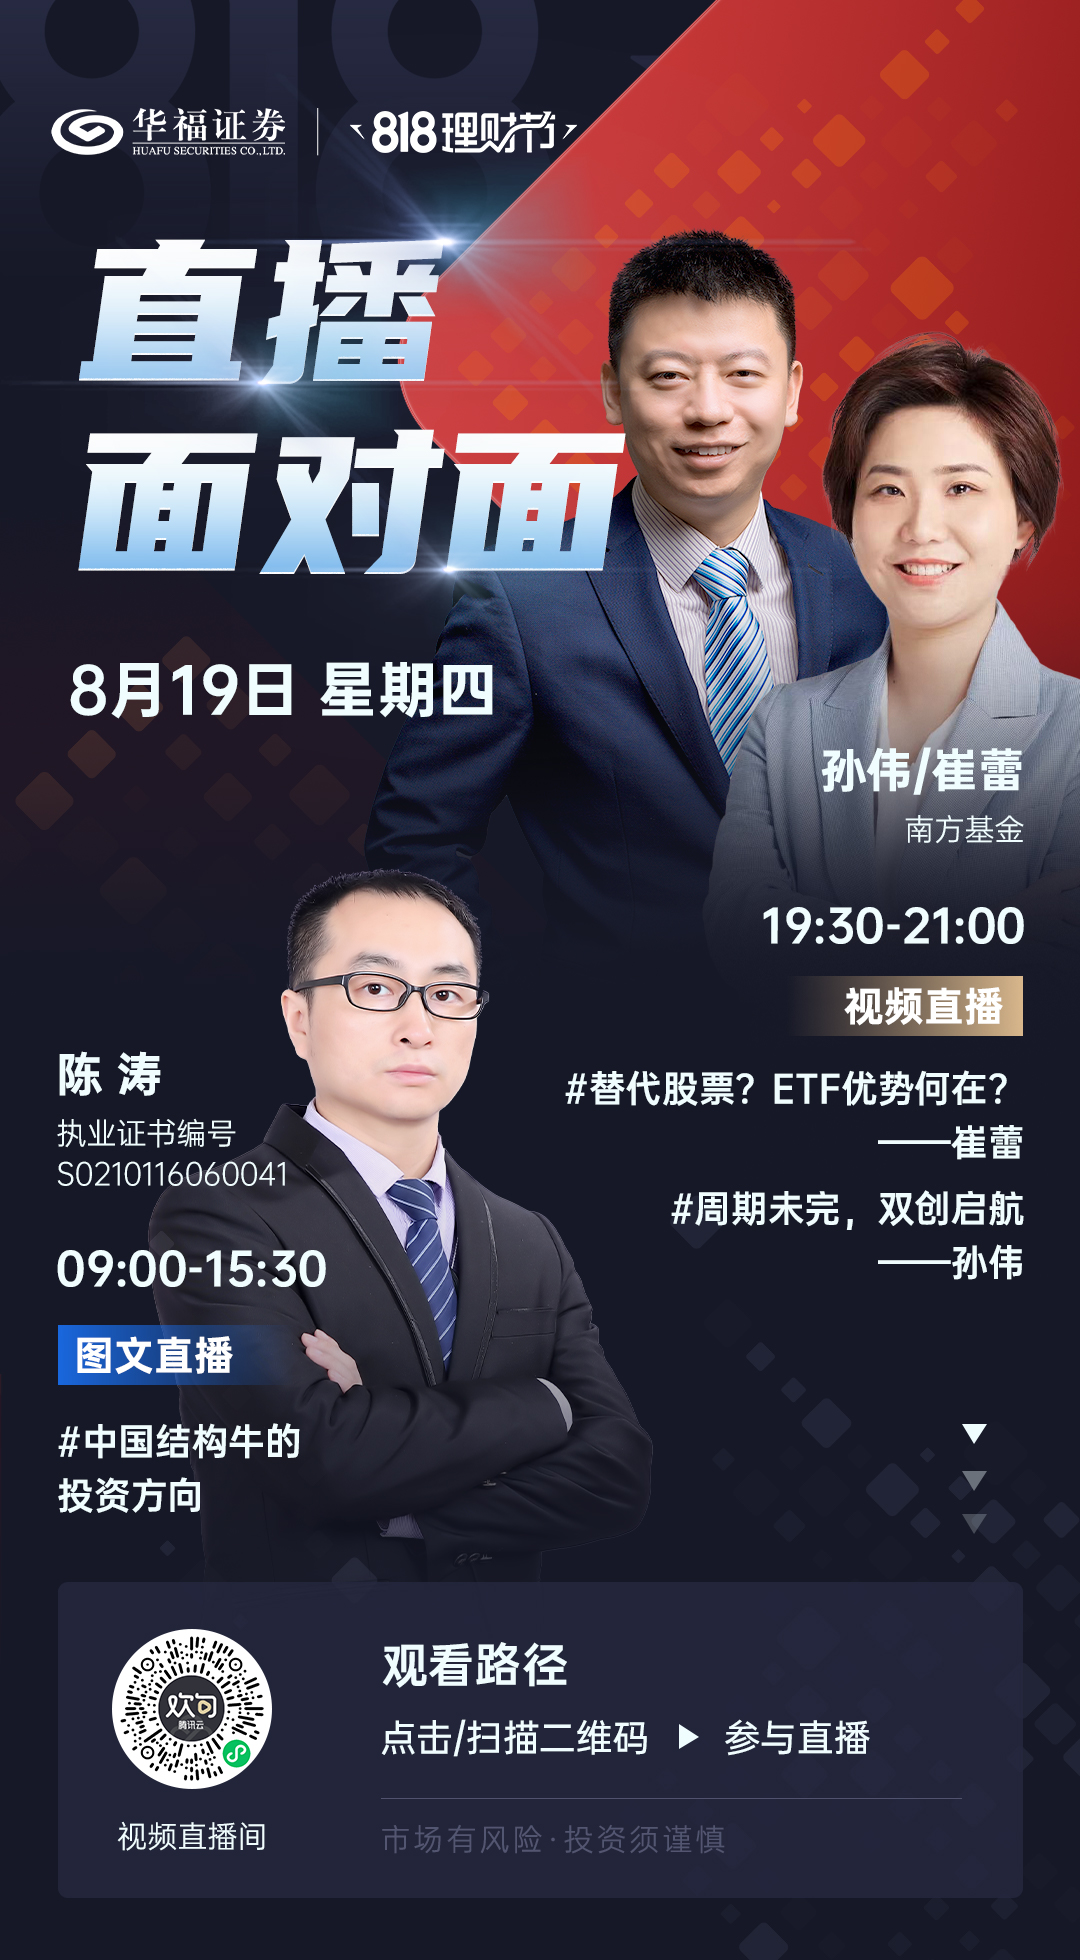 华福证券
HUAFU SECURITIES CO.,LTD.
818理财节
直播
面对面
8月19日 星期四
孙伟/崔蕾
南方基金
19:30-21:00
视频直播
#替代股票？ETF优势何在？
——崔蕾
#周期未完，双创启航
——孙伟
陈 涛
执业证书编号
S0210116060041
09:00-15:30
图文直播
#中国结构牛的
投资方向
欢句
腾讯云
视频直播间
观看路径
点击/扫描二维码 ▶ 参与直播
市场有风险·投资须谨慎